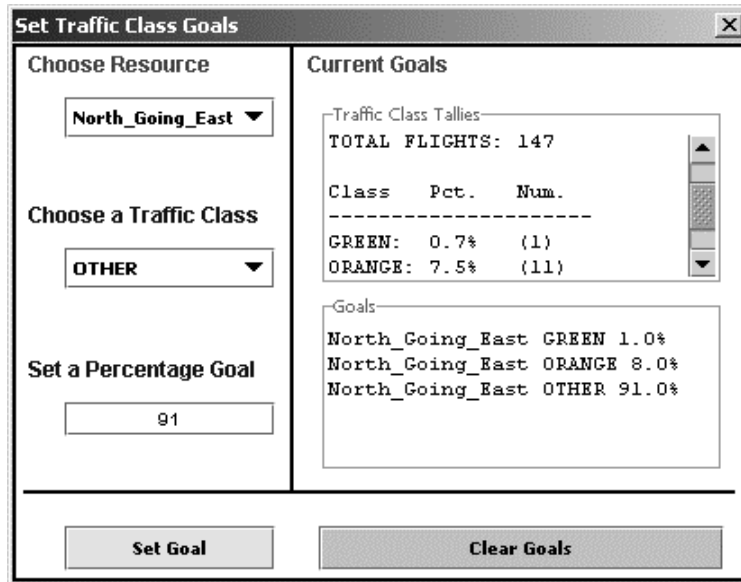 Set Traffic Class Goals
Choose Resource
North_Going_East
Choose a Traffic Class
OTHER
Set a Percentage Goal
91
Current Goals
Traffic Class Tallies
TOTAL FLIGHTS: 147
Class Pct. Num.
---------------------
GREEN: 0.7% (1)
ORANGE: 7.5% (11)
Goals
North_Going_East GREEN 1.0%
North_Going_East ORANGE 8.0%
North_Going_East OTHER 91.0%
Set Goal
Clear Goals